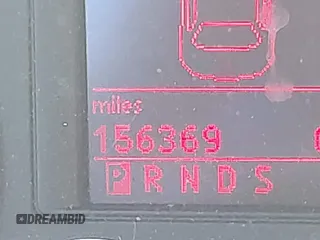 miles
156369
P R N D S
DREAMBID